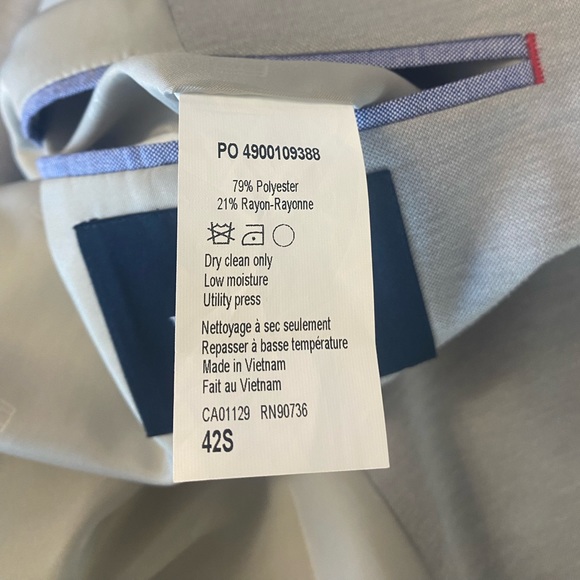 PO 4900109388
79% Polyester
21% Rayon-Rayonne
Dry clean only
Low moisture
Utility press
Nettoyage à sec seulement
Repasser à basse température
Made in Vietnam
Fait au Vietnam
CA01129 RN90736
42S